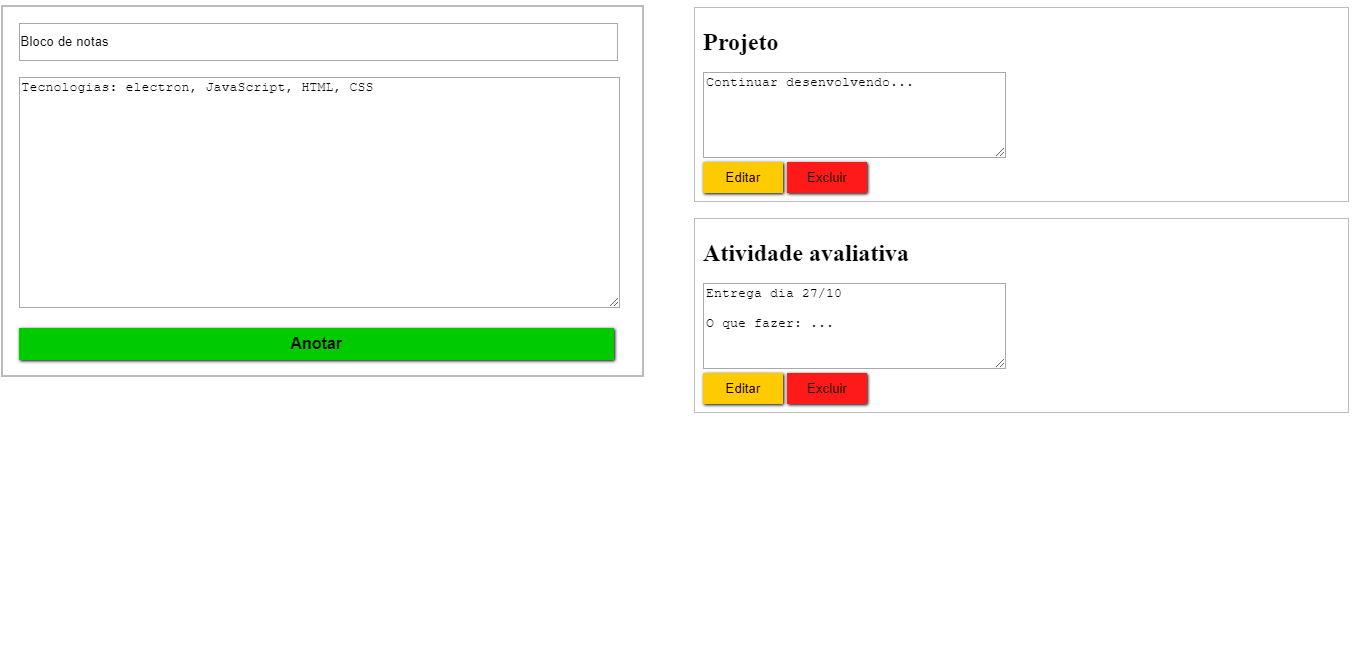 Bloco de notas
Tecnologias: electron, JavaScript, HTML, CSS
Anotar
Projeto
Continuar desenvolvendo...
Editar
Excluir
Atividade avaliativa
Entrega dia 27/10
O que fazer: ...
Editar
Excluir